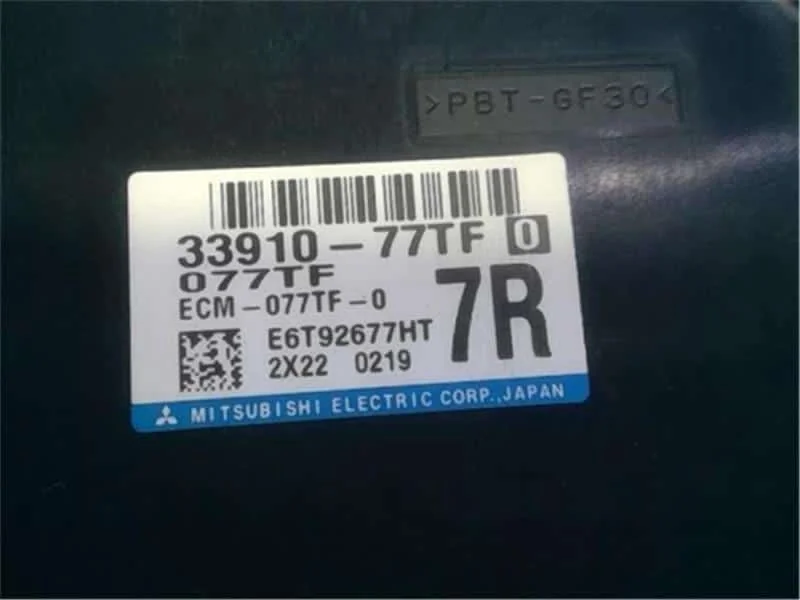 >PBT-GF30<
33910-77TF 0
077TF
ECM-077TF-0
7R
E6T92677HT
2X22 0219
MITSUBISHI ELECTRIC CORP.,JAPAN